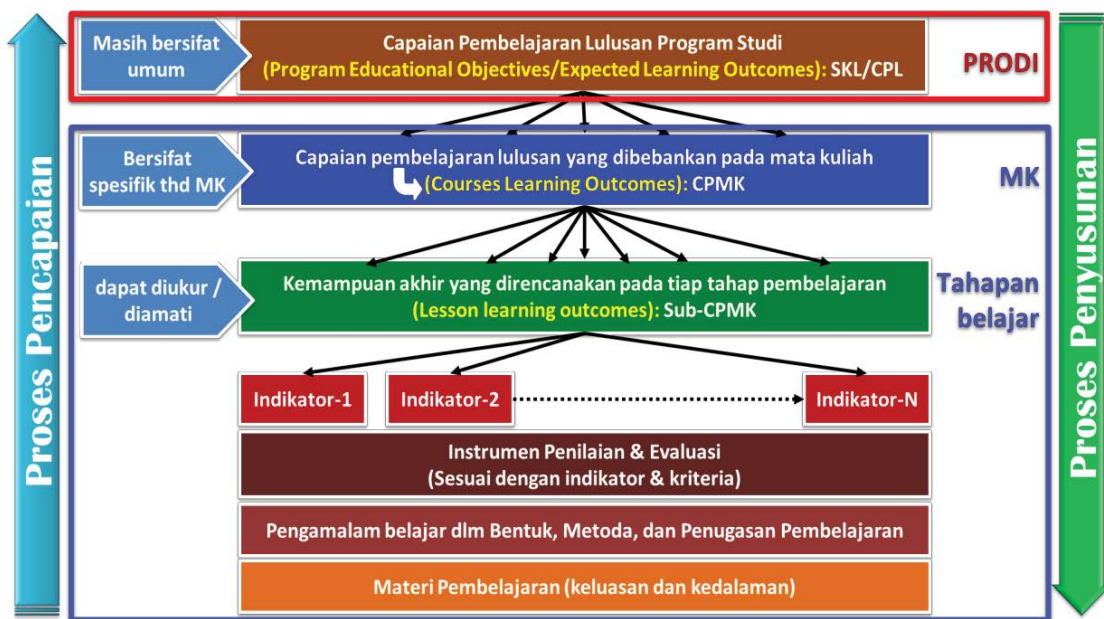 Proses Pencapaian
Masih bersifat
umum
Capaian Pembelajaran Lulusan Program Studi
(Program Educational Objectives/Expected Learning Outcomes): SKL/CPL
PRODI
Bersifat
spesifik thd MK
Capaian pembelajaran lulusan yang dibebankan pada mata kuliah
(Courses Learning Outcomes): CPMK
MK
dapat diukur /
diamati
Kemampuan akhir yang direncanakan pada tiap tahap pembelajaran
(Lesson learning outcomes): Sub-CPMK
Tahapan
belajar
Indikator-1
Indikator-2
Indikator-N
Instrumen Penilaian & Evaluasi
(Sesuai dengan indikator & kriteria)
Pengamalam belajar dlm Bentuk, Metoda, dan Penugasan Pembelajaran
Materi Pembelajaran (keluasan dan kedalaman)
Proses Penyusunan